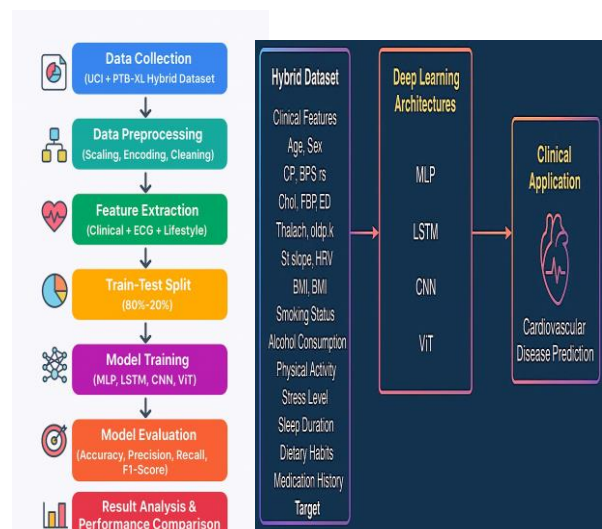 Data Collection
(UCI + PTB-XL Hybrid Dataset
Data Preprocessing
(Scaling, Encoding, Cleaning)
Feature Extraction
(Clinical + ECG + Lifestyle)
Train-Test Split
(80%-20%)
Model Training
(MLP, LSTM, CNN, ViT)
Model Evaluation
(Accuracy, Precision, Recall,
F1-Score)
Result Analysis &
Performance Comparison
Hybrid Dataset
Clinical Features
Age, Sex
CP, BPS rs
Chol, FBP, ED
Thalach, oldp.k
St slope, HRV
BMI, BMI
Smoking Status
Alcohol Consumption
Physical Activity
Stress Level
Sleep Duration
Dietary Habits
Medication History
Target
Deep Learning
Architectures
MLP
LSTM
CNN
ViT
Clinical
Application
Cardiovascular
Disease Prediction